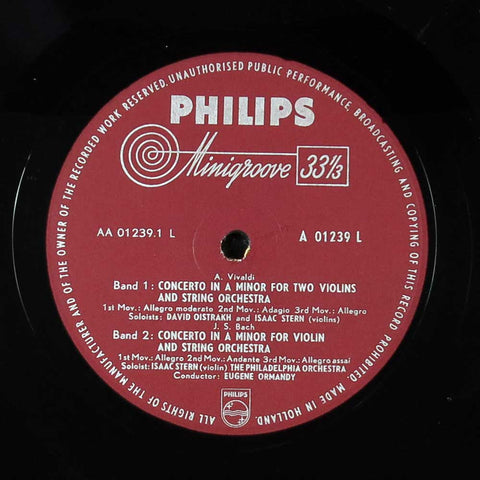 ALL RIGHTS OF THE MANUFACTURER AND OF THE OWNER OF THE RECORDED WORK RESERVED. UNAUTHORISED PUBLIC PERFORMANCE, BROADCASTING AND COPYING OF THIS RECORD PROHIBITED. MADE IN HOLLAND.
PHILIPS
Minigroove 33⅓
AA 01239.1 L
A 01239 L
A. Vivaldi
Band 1: CONCERTO IN A MINOR FOR TWO VIOLINS
AND STRING ORCHESTRA
1st Mov.: Allegro moderato 2nd Mov.: Adagio 3rd Mov.: Allegro
Soloists: DAVID OISTRAKH and ISAAC STERN (violins)
J. S. Bach
Band 2: CONCERTO IN A MINOR FOR VIOLIN
AND STRING ORCHESTRA
1st Mov.: Allegro 2nd Mov.: Andante 3rd Mov.: Allegro assai
Soloist: ISAAC STERN (violin) THE PHILADELPHIA ORCHESTRA
Conductor: EUGENE ORMANDY
PHILIPS